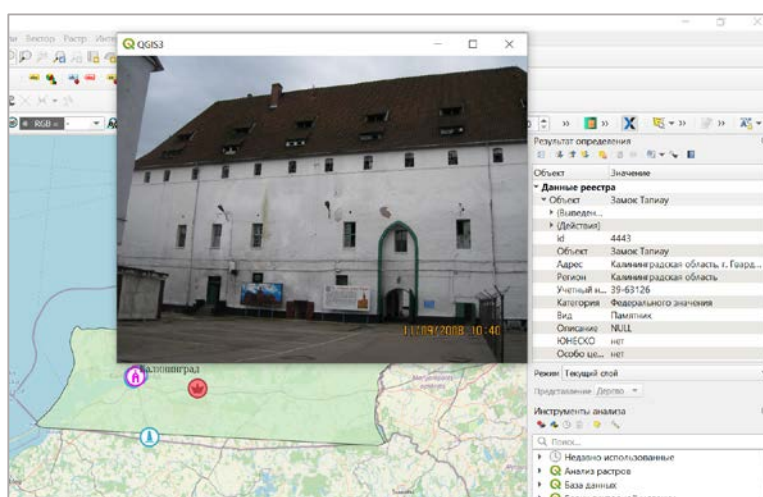 Вектор Растр
QGIS3
RGB
Результат определения
Объект Значение
Данные реестра
Объект Замок Тапиау
(Выведен...
(Действия)
id 4443
Объект Замок Тапиау
Адрес Калининградская область, г. Гвард...
Регион Калининградская область
Учетный н... 39-63126
Категория Федерального значения
Вид Памятник
Описание NULL
ЮНЕСКО нет
Особо це... нет
11/09/2008 10:40
Калининград
Режим Текущий слой
Представление Дерево
Инструменты анализа
Поиск...
Недавно использованные
Анализ растров
База данных